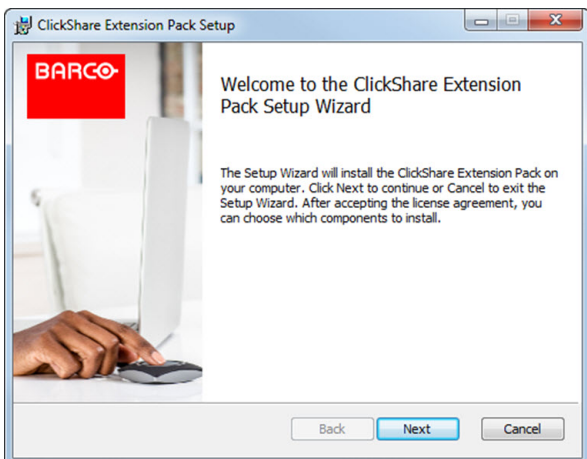 ClickShare Extension Pack Setup
BARCO
Welcome to the ClickShare Extension
Pack Setup Wizard
The Setup Wizard will install the ClickShare Extension Pack on
your computer. Click Next to continue or Cancel to exit the
Setup Wizard. After accepting the license agreement, you
can choose which components to install.
Back Next Cancel